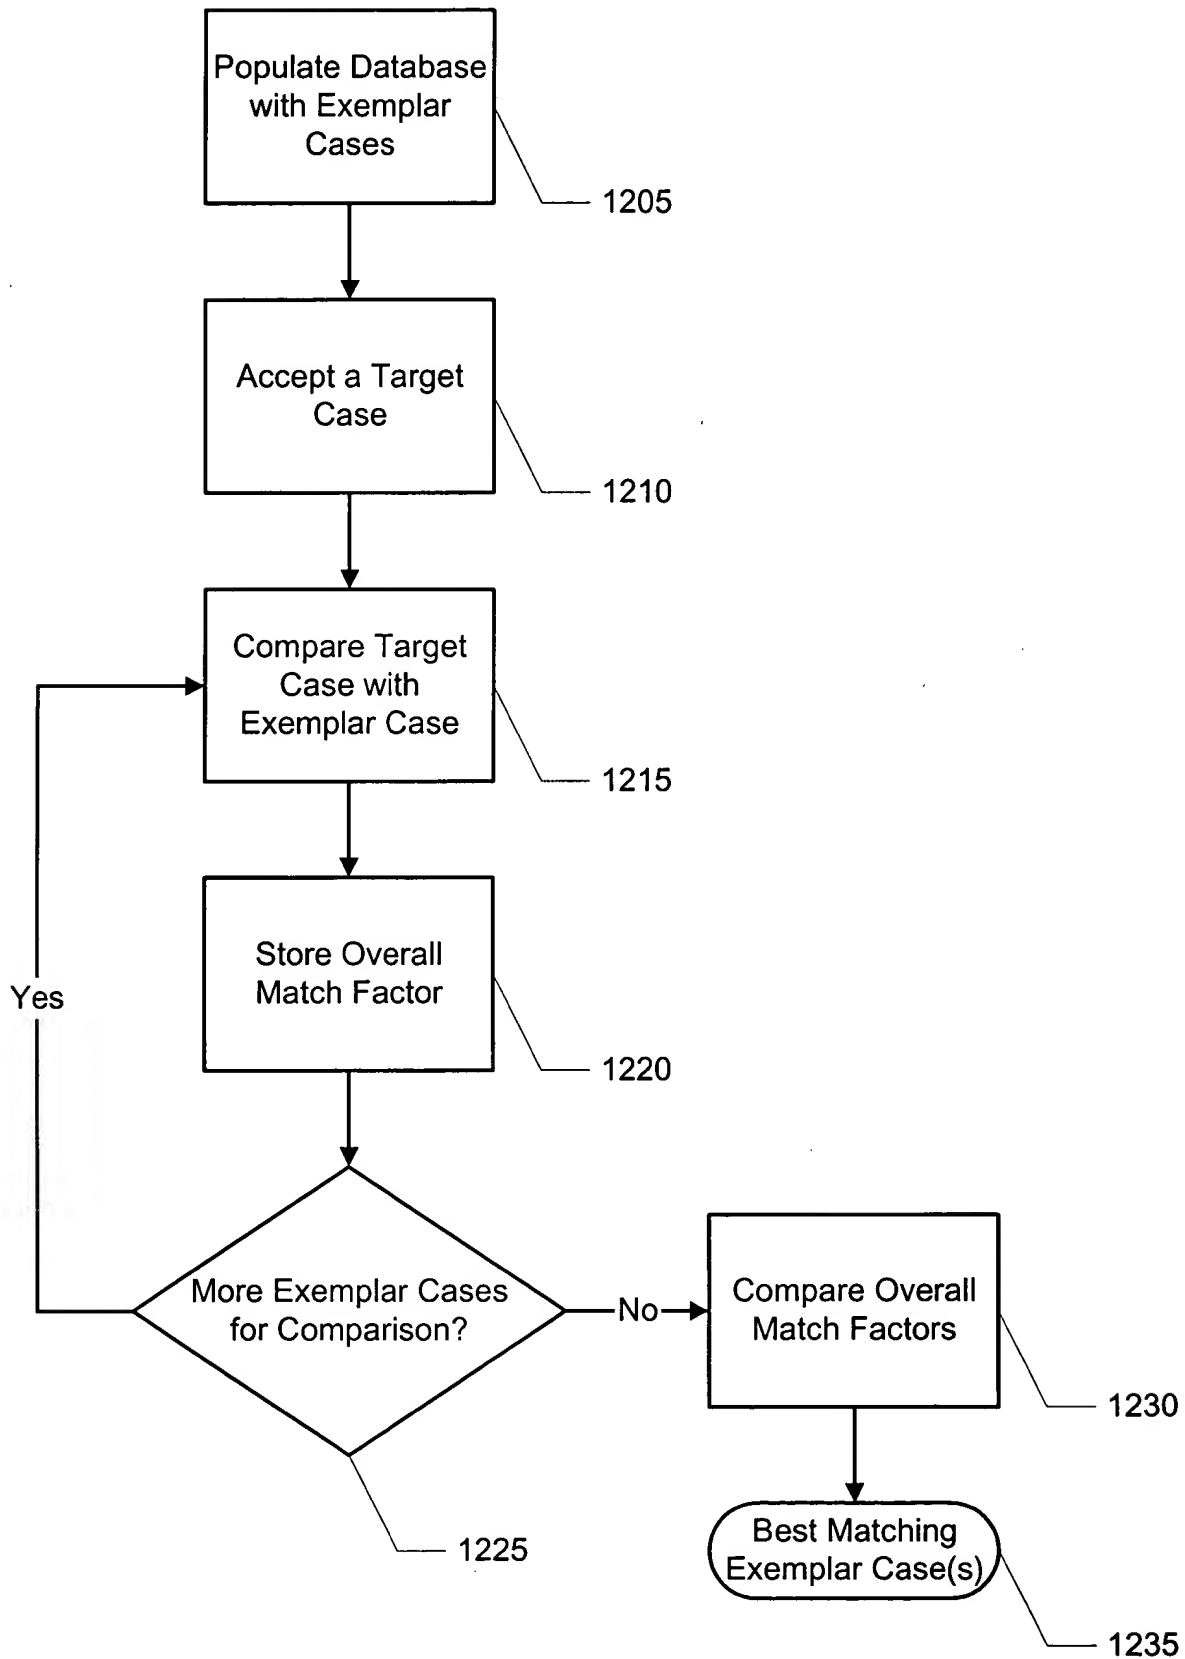 Populate Database
with Exemplar
Cases
1205
Accept a Target
Case
1210
Compare Target
Case with
Exemplar Case
1215
Store Overall
Match Factor
Yes
1220
More Exemplar Cases
for Comparison?
No
Compare Overall
Match Factors
1230
1225
Best Matching
Exemplar Case(s)
1235